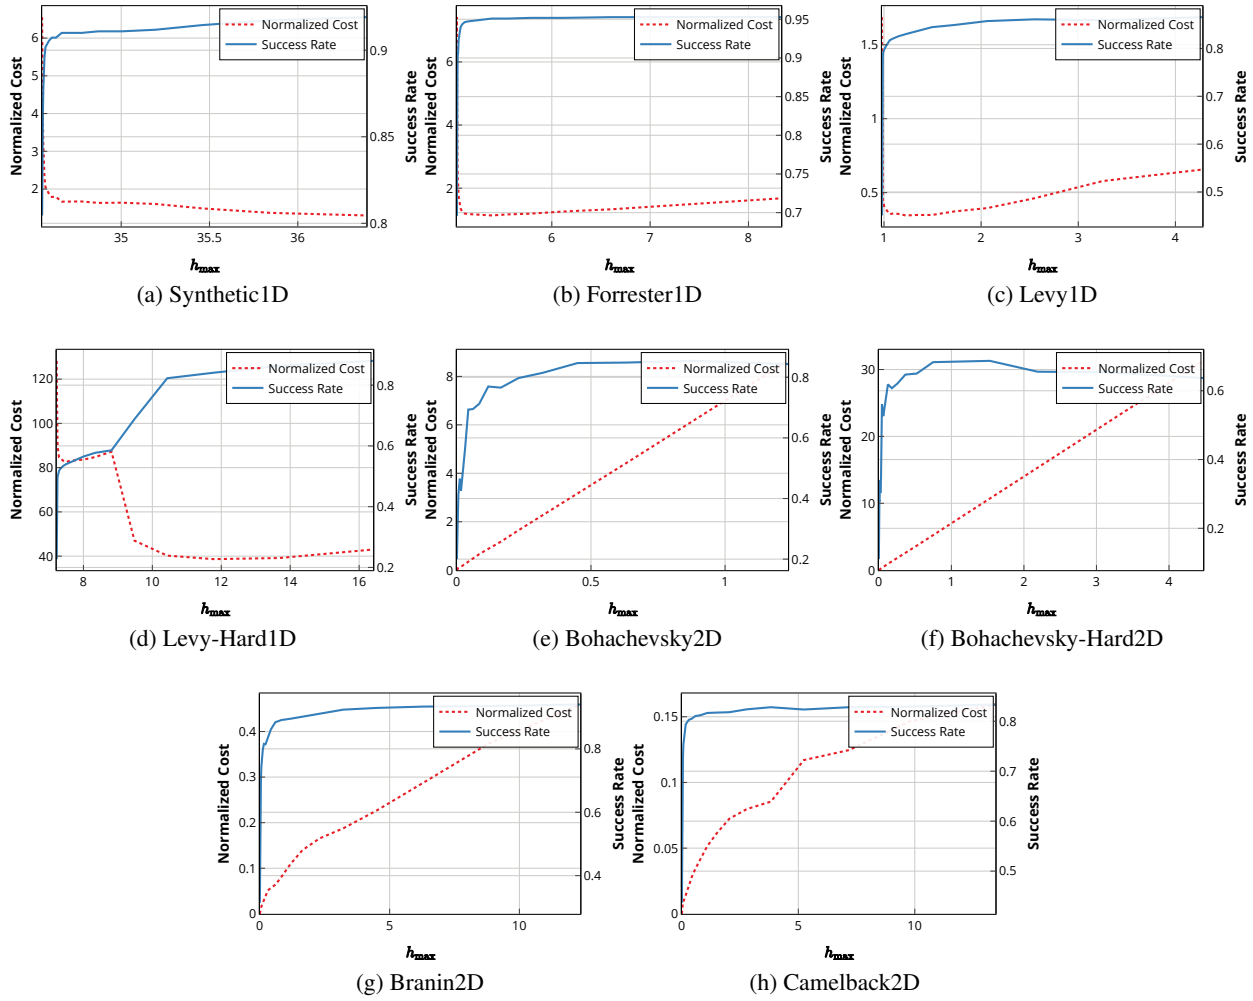 Normalized Cost
Success Rate
6
5
4
3
2
0.9
0.85
0.8
35
35.5
36
Normalized Cost
Success Rate
h_max
(a) Synthetic1D
Normalized Cost
Success Rate
6
4
2
0.95
0.9
0.85
0.8
0.75
0.7
6
7
8
Normalized Cost
Success Rate
h_max
(b) Forrester1D
Normalized Cost
Success Rate
1.5
1
0.5
0.8
0.7
0.6
0.5
1
2
3
4
Normalized Cost
Success Rate
h_max
(c) Levy1D
Normalized Cost
Success Rate
120
100
80
60
40
0.8
0.6
0.4
0.2
8
10
12
14
16
Normalized Cost
Success Rate
h_max
(d) Levy-Hard1D
Normalized Cost
Success Rate
8
6
4
2
0
0.8
0.6
0.4
0.2
0
0.5
1
Normalized Cost
Success Rate
h_max
(e) Bohachevsky2D
Normalized Cost
Success Rate
30
20
10
0
0.6
0.4
0.2
0
1
2
3
4
Normalized Cost
Success Rate
h_max
(f) Bohachevsky-Hard2D
Normalized Cost
Success Rate
0.4
0.3
0.2
0.1
0
0.8
0.6
0.4
0
5
10
Normalized Cost
Success Rate
h_max
(g) Branin2D
Normalized Cost
Success Rate
0.15
0.1
0.05
0
0.8
0.7
0.6
0.5
0
5
10
Normalized Cost
Success Rate
h_max
(h) Camelback2D